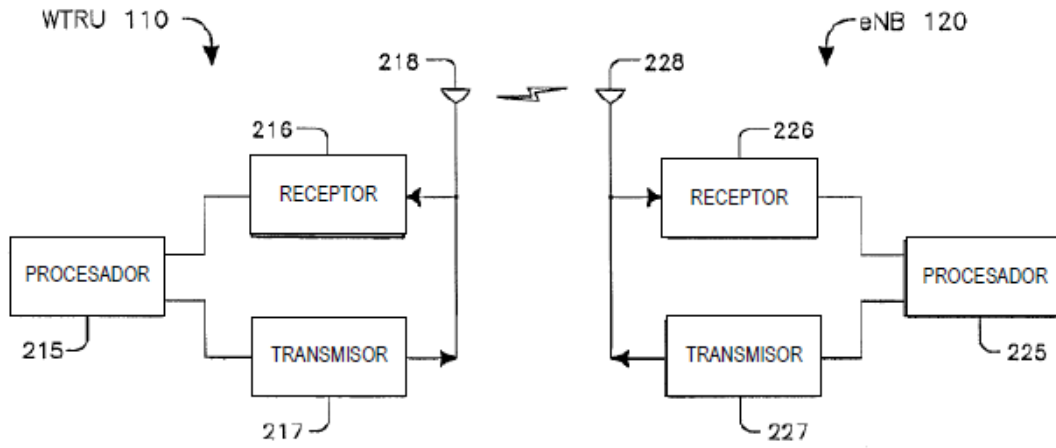 WTRU 110
eNB 120
218
228
216
226
RECEPTOR
RECEPTOR
PROCESADOR
PROCESADOR
215
TRANSMISOR
TRANSMISOR
225
217
227